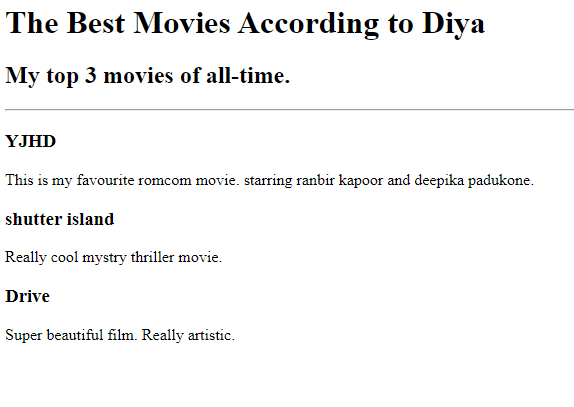 The Best Movies According to Diya
My top 3 movies of all-time.
YJHD
This is my favourite romcom movie. starring ranbir kapoor and deepika padukone.
shutter island
Really cool mystry thriller movie.
Drive
Super beautiful film. Really artistic.